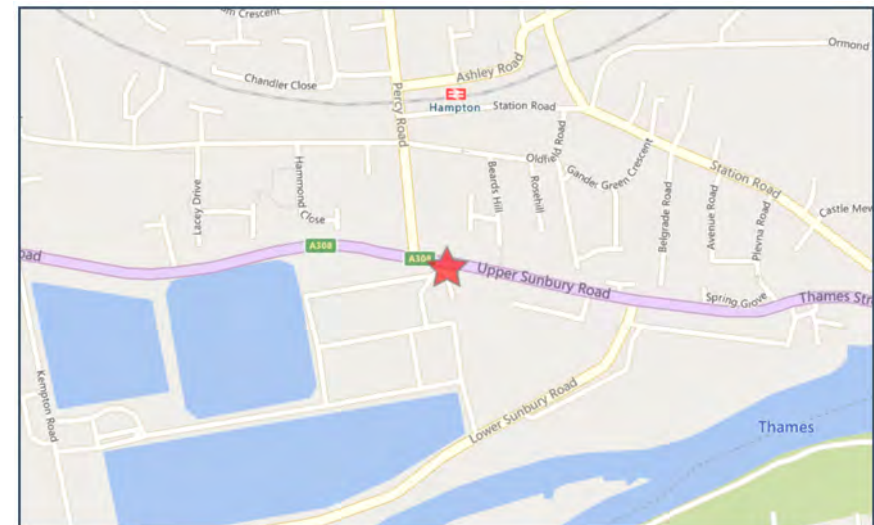 m Crescent
Ormond
Chandler Close
Ashley Road
Percy Road
Hampton
Station Road
Oldfield Road
Gander Green Crescent
Station Road
Lacey Drive
Hammond
Close
Beards Hill
Rosehill
Belgrade Road
Avenue Road
Plevna Road
Castle Mew
A308
oad
Upper Sunbury Road
Spring Grove
Thames Str
Kempton Road
Lower Sunbury Road
Thames